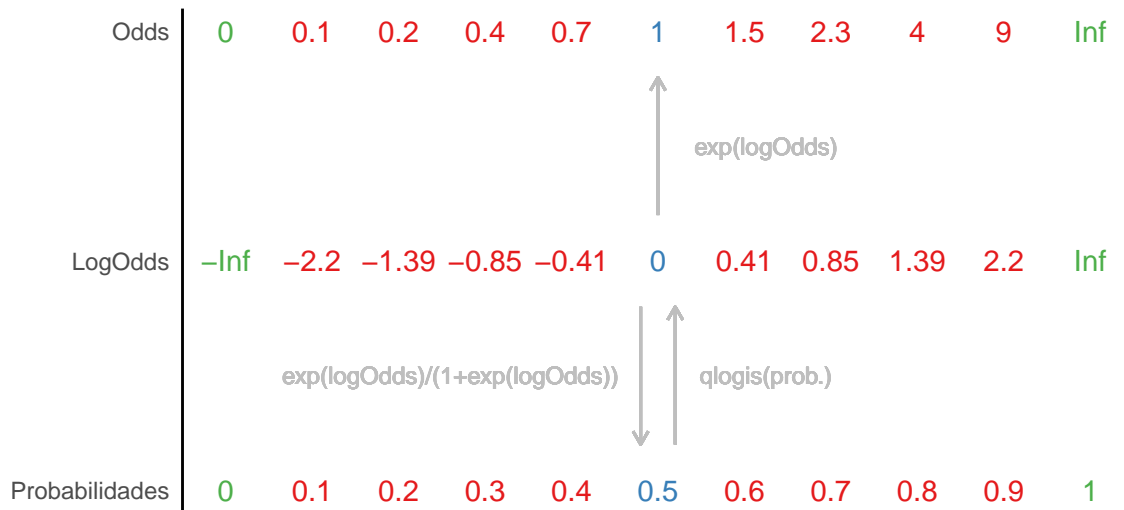 Odds 0 0.1 0.2 0.4 0.7 1 1.5 2.3 4 9 Inf
exp(logOdds)
LogOdds −Inf −2.2 −1.39 −0.85 −0.41 0 0.41 0.85 1.39 2.2 Inf
exp(logOdds)/(1+exp(logOdds)) qlogis(prob.)
Probabilidades 0 0.1 0.2 0.3 0.4 0.5 0.6 0.7 0.8 0.9 1